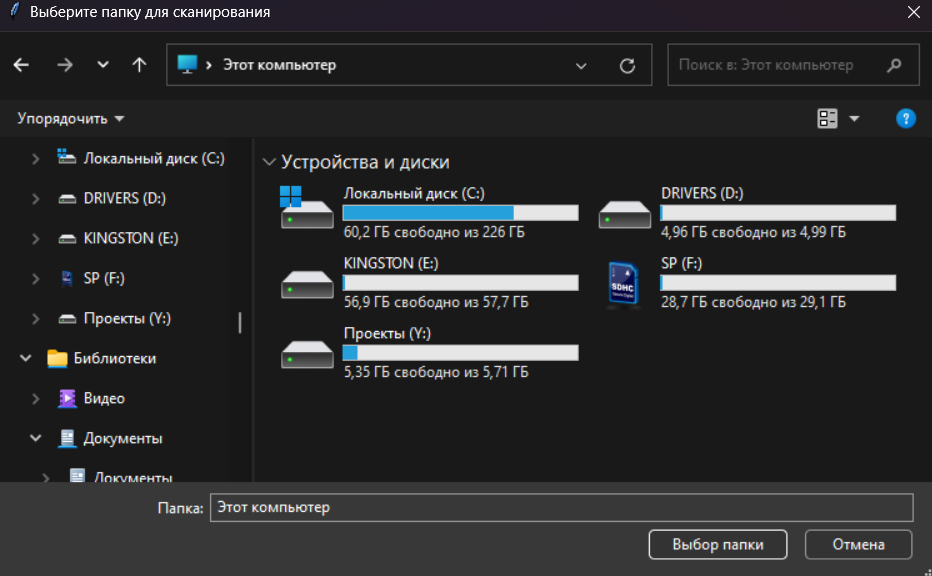 Выберите папку для сканирования
Этот компьютер
Поиск в: Этот компьютер
Упорядочить
?
Локальный диск (C:)
DRIVERS (D:)
KINGSTON (E:)
SP (F:)
Проекты (Y:)
Библиотеки
Видео
Документы
Документы
Устройства и диски
Локальный диск (C:)
60,2 ГБ свободно из 226 ГБ
DRIVERS (D:)
4,96 ГБ свободно из 4,99 ГБ
KINGSTON (E:)
56,9 ГБ свободно из 57,7 ГБ
SDHC
SP (F:)
28,7 ГБ свободно из 29,1 ГБ
Проекты (Y:)
5,35 ГБ свободно из 5,71 ГБ
Папка: Этот компьютер
Выбор папки
Отмена